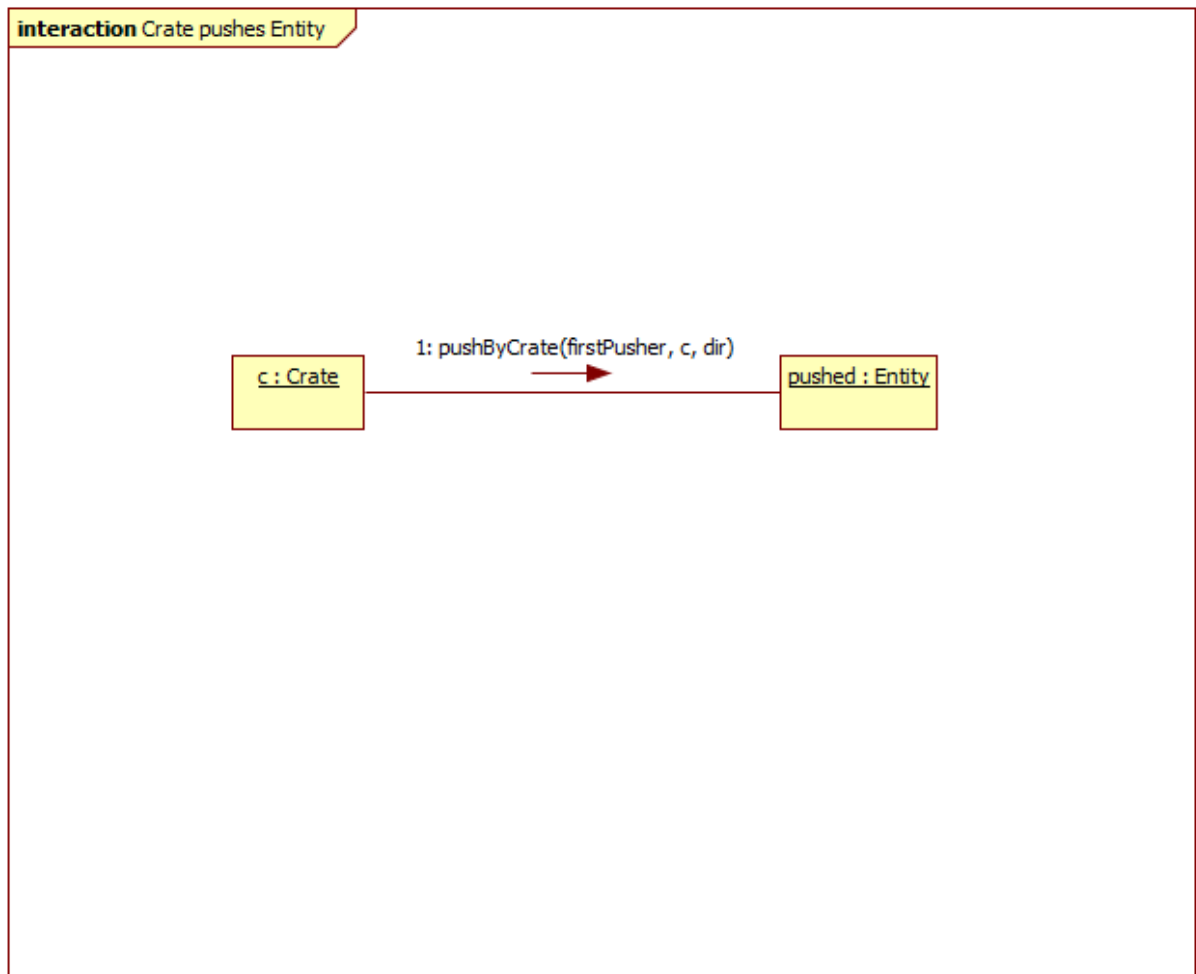 interaction Crate pushes Entity
1: pushByCrate(firstPusher, c, dir)
c : Crate
pushed : Entity